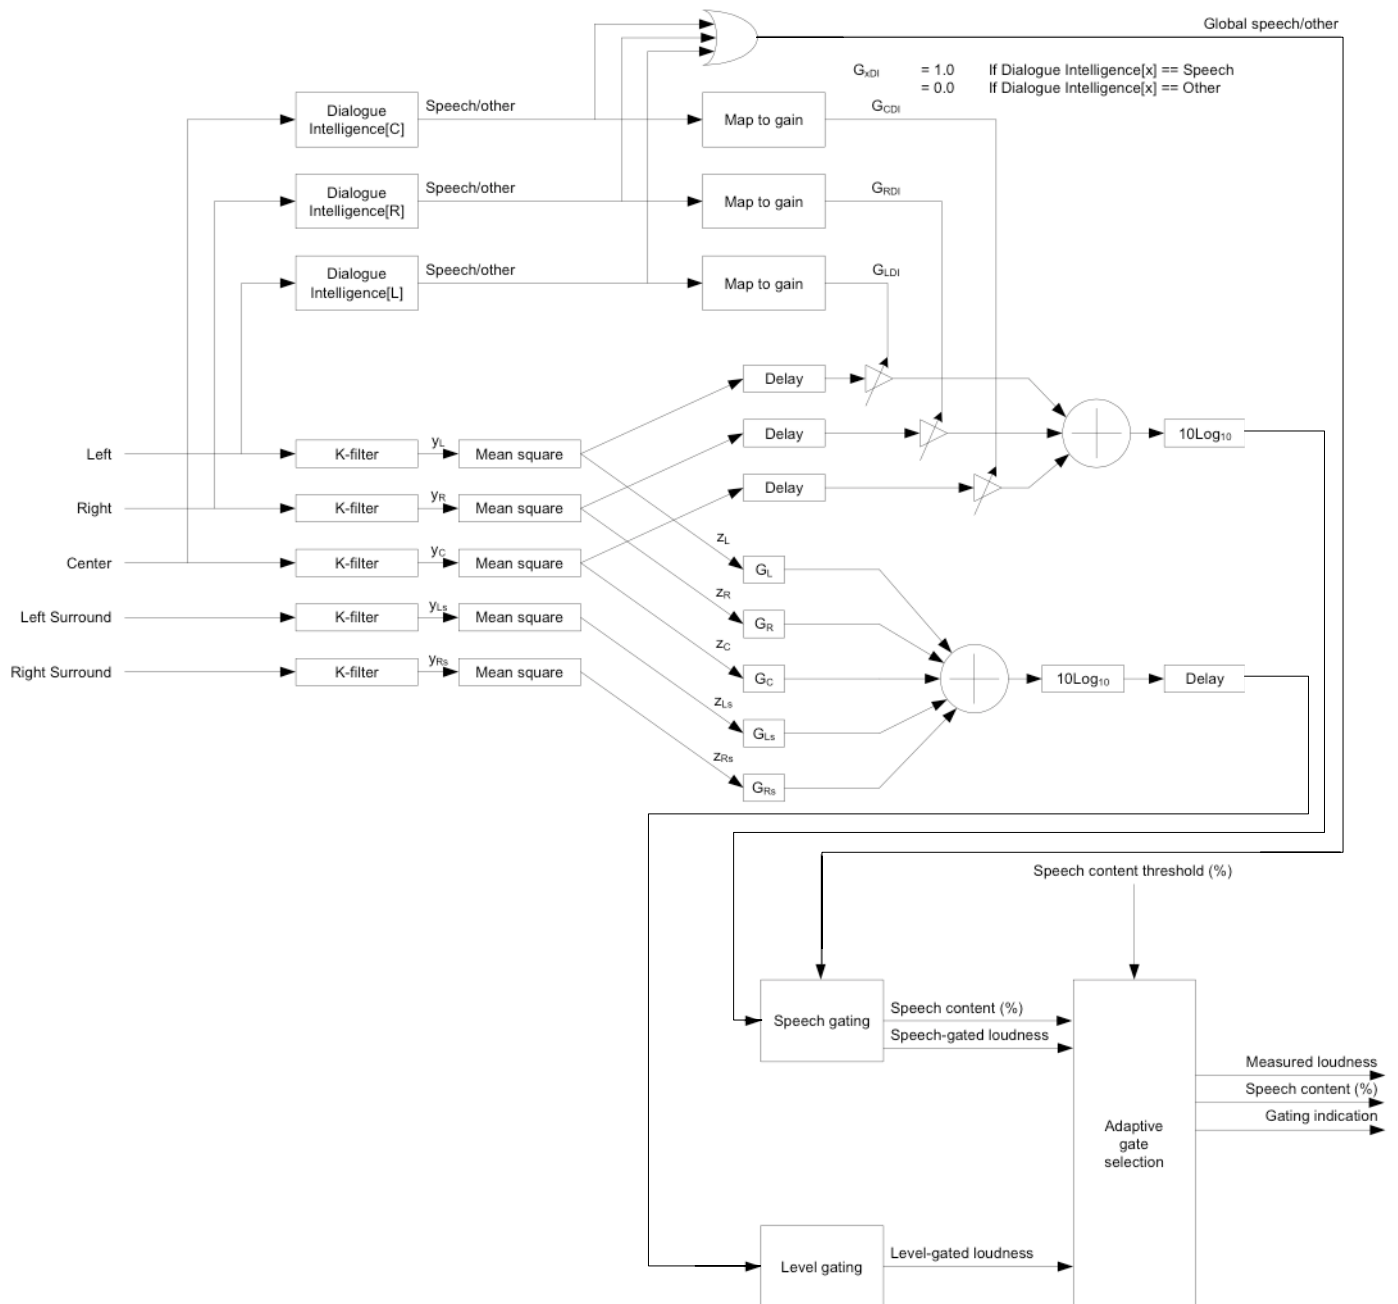 Global speech/other
GxDI = 1.0 If Dialogue Intelligence[x] == Speech
= 0.0 If Dialogue Intelligence[x] == Other
Dialogue
Intelligence[C]
Speech/other
Map to gain
GCDI
Dialogue
Intelligence[R]
Speech/other
Map to gain
GRDI
Dialogue
Intelligence[L]
Speech/other
Map to gain
GLDI
Delay
Delay
Delay
10Log10
Left
K-filter
yL
Mean square
Right
K-filter
yR
Mean square
Center
K-filter
yC
Mean square
Left Surround
K-filter
yLs
Mean square
Right Surround
K-filter
yRs
Mean square
zL
GL
zR
GR
zC
GC
zLs
GLs
zRs
GRs
10Log10
Delay
Speech content threshold (%)
Speech gating
Speech content (%)
Speech-gated loudness
Adaptive
gate
selection
Measured loudness
Speech content (%)
Gating indication
Level gating
Level-gated loudness